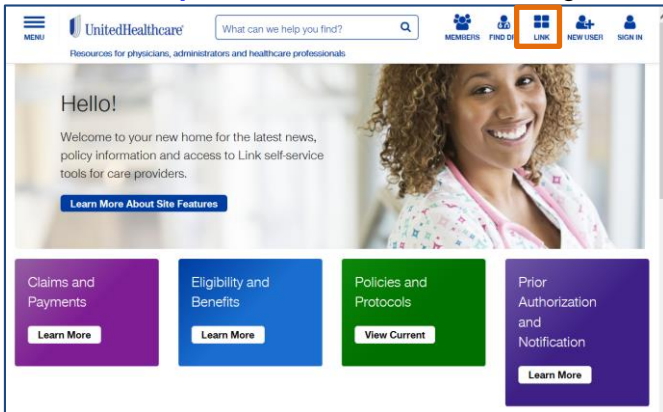 MENU
UnitedHealthcare
What can we help you find?
MEMBERS
FIND DR
LINK
NEW USER
SIGN IN
Resources for physicians, administrators and healthcare professionals
Hello!
Welcome to your new home for the latest news,
policy information and access to Link self-service
tools for care providers.
Learn More About Site Features
Claims and
Payments
Learn More
Eligibility and
Benefits
Learn More
Policies and
Protocols
View Current
Prior
Authorization
and
Notification
Learn More